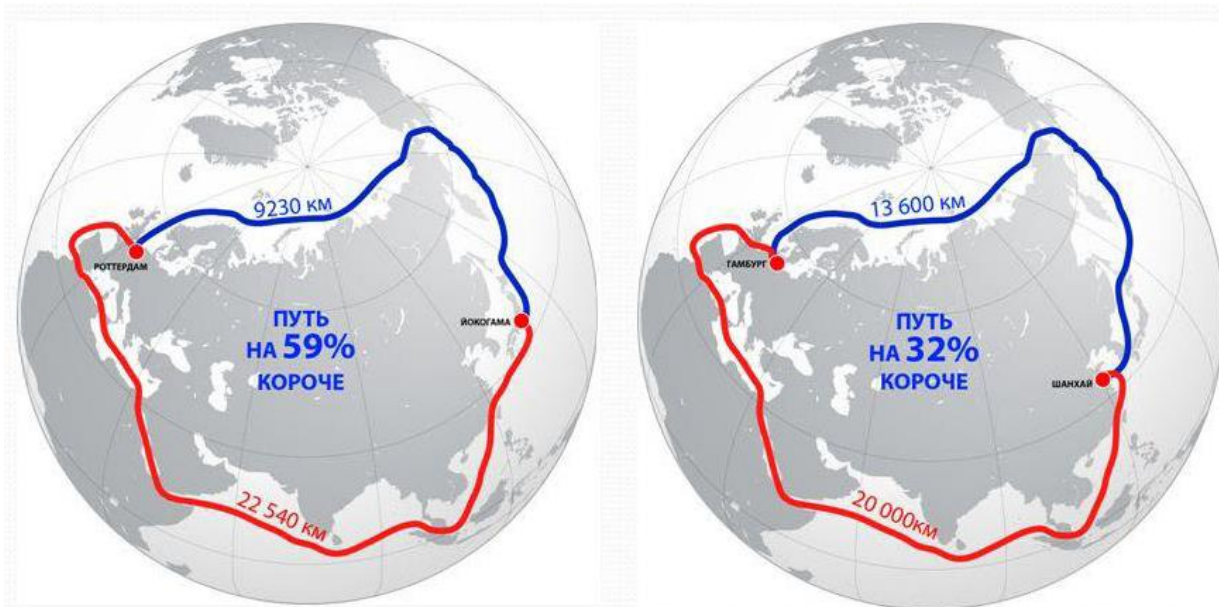 9230 км
РОТТЕРДАМ
ЙОКОГАМА
ПУТЬ
НА 59%
КОРОЧЕ
22 540 км
13 600 км
ГАМБУРГ
ПУТЬ
НА 32%
КОРОЧЕ
ШАНХАЙ
20 000км